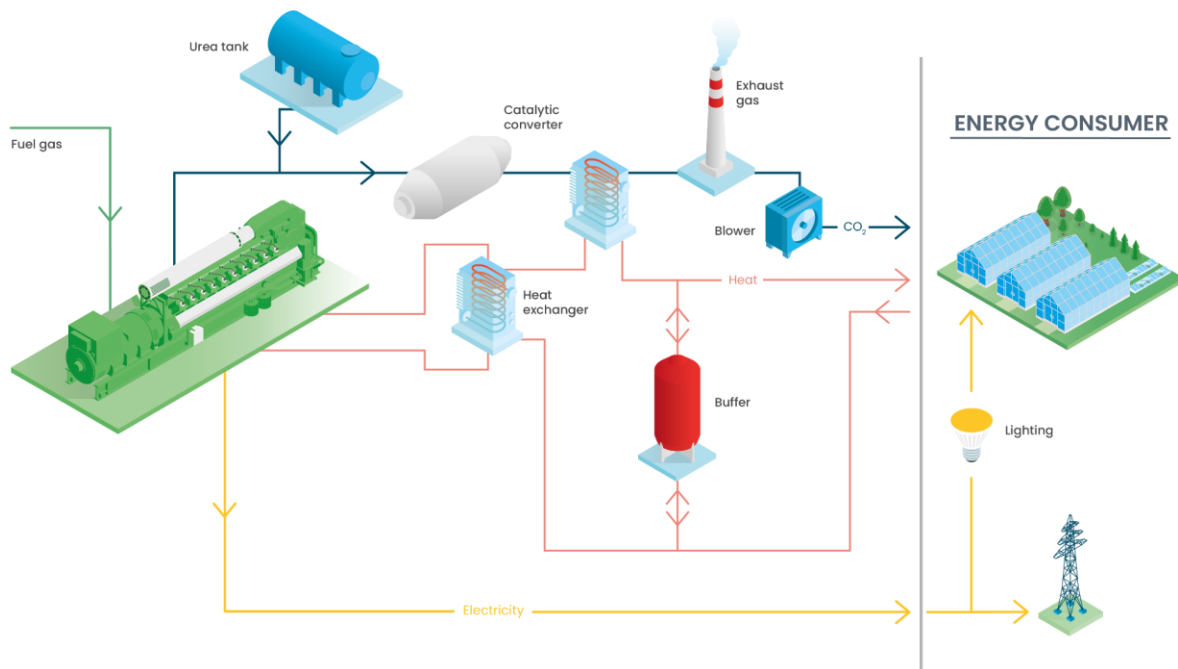 Urea tank
Exhaust
gas
Catalytic
converter
ENERGY CONSUMER
Fuel gas
Blower
CO₂
Heat
Heat
exchanger
Buffer
Lighting
Electricity